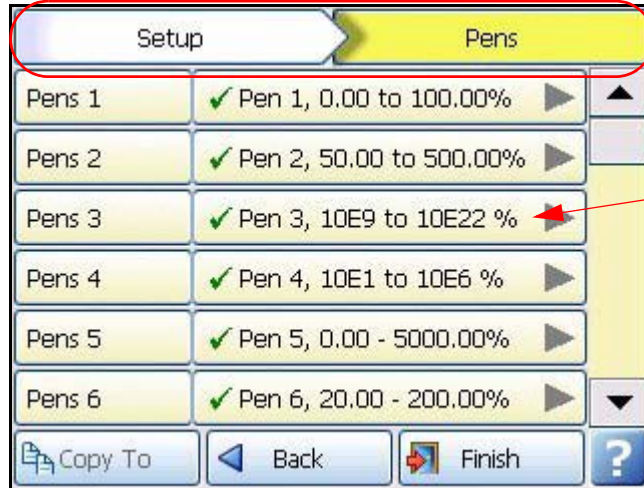 Setup Pens
Pens 1 Pen 1, 0.00 to 100.00%
Pens 2 Pen 2, 50.00 to 500.00%
Pens 3 Pen 3, 10E9 to 10E22 %
Pens 4 Pen 4, 10E1 to 10E6 %
Pens 5 Pen 5, 0.00 - 5000.00%
Pens 6 Pen 6, 20.00 - 200.00%
Copy To Back Finish ?